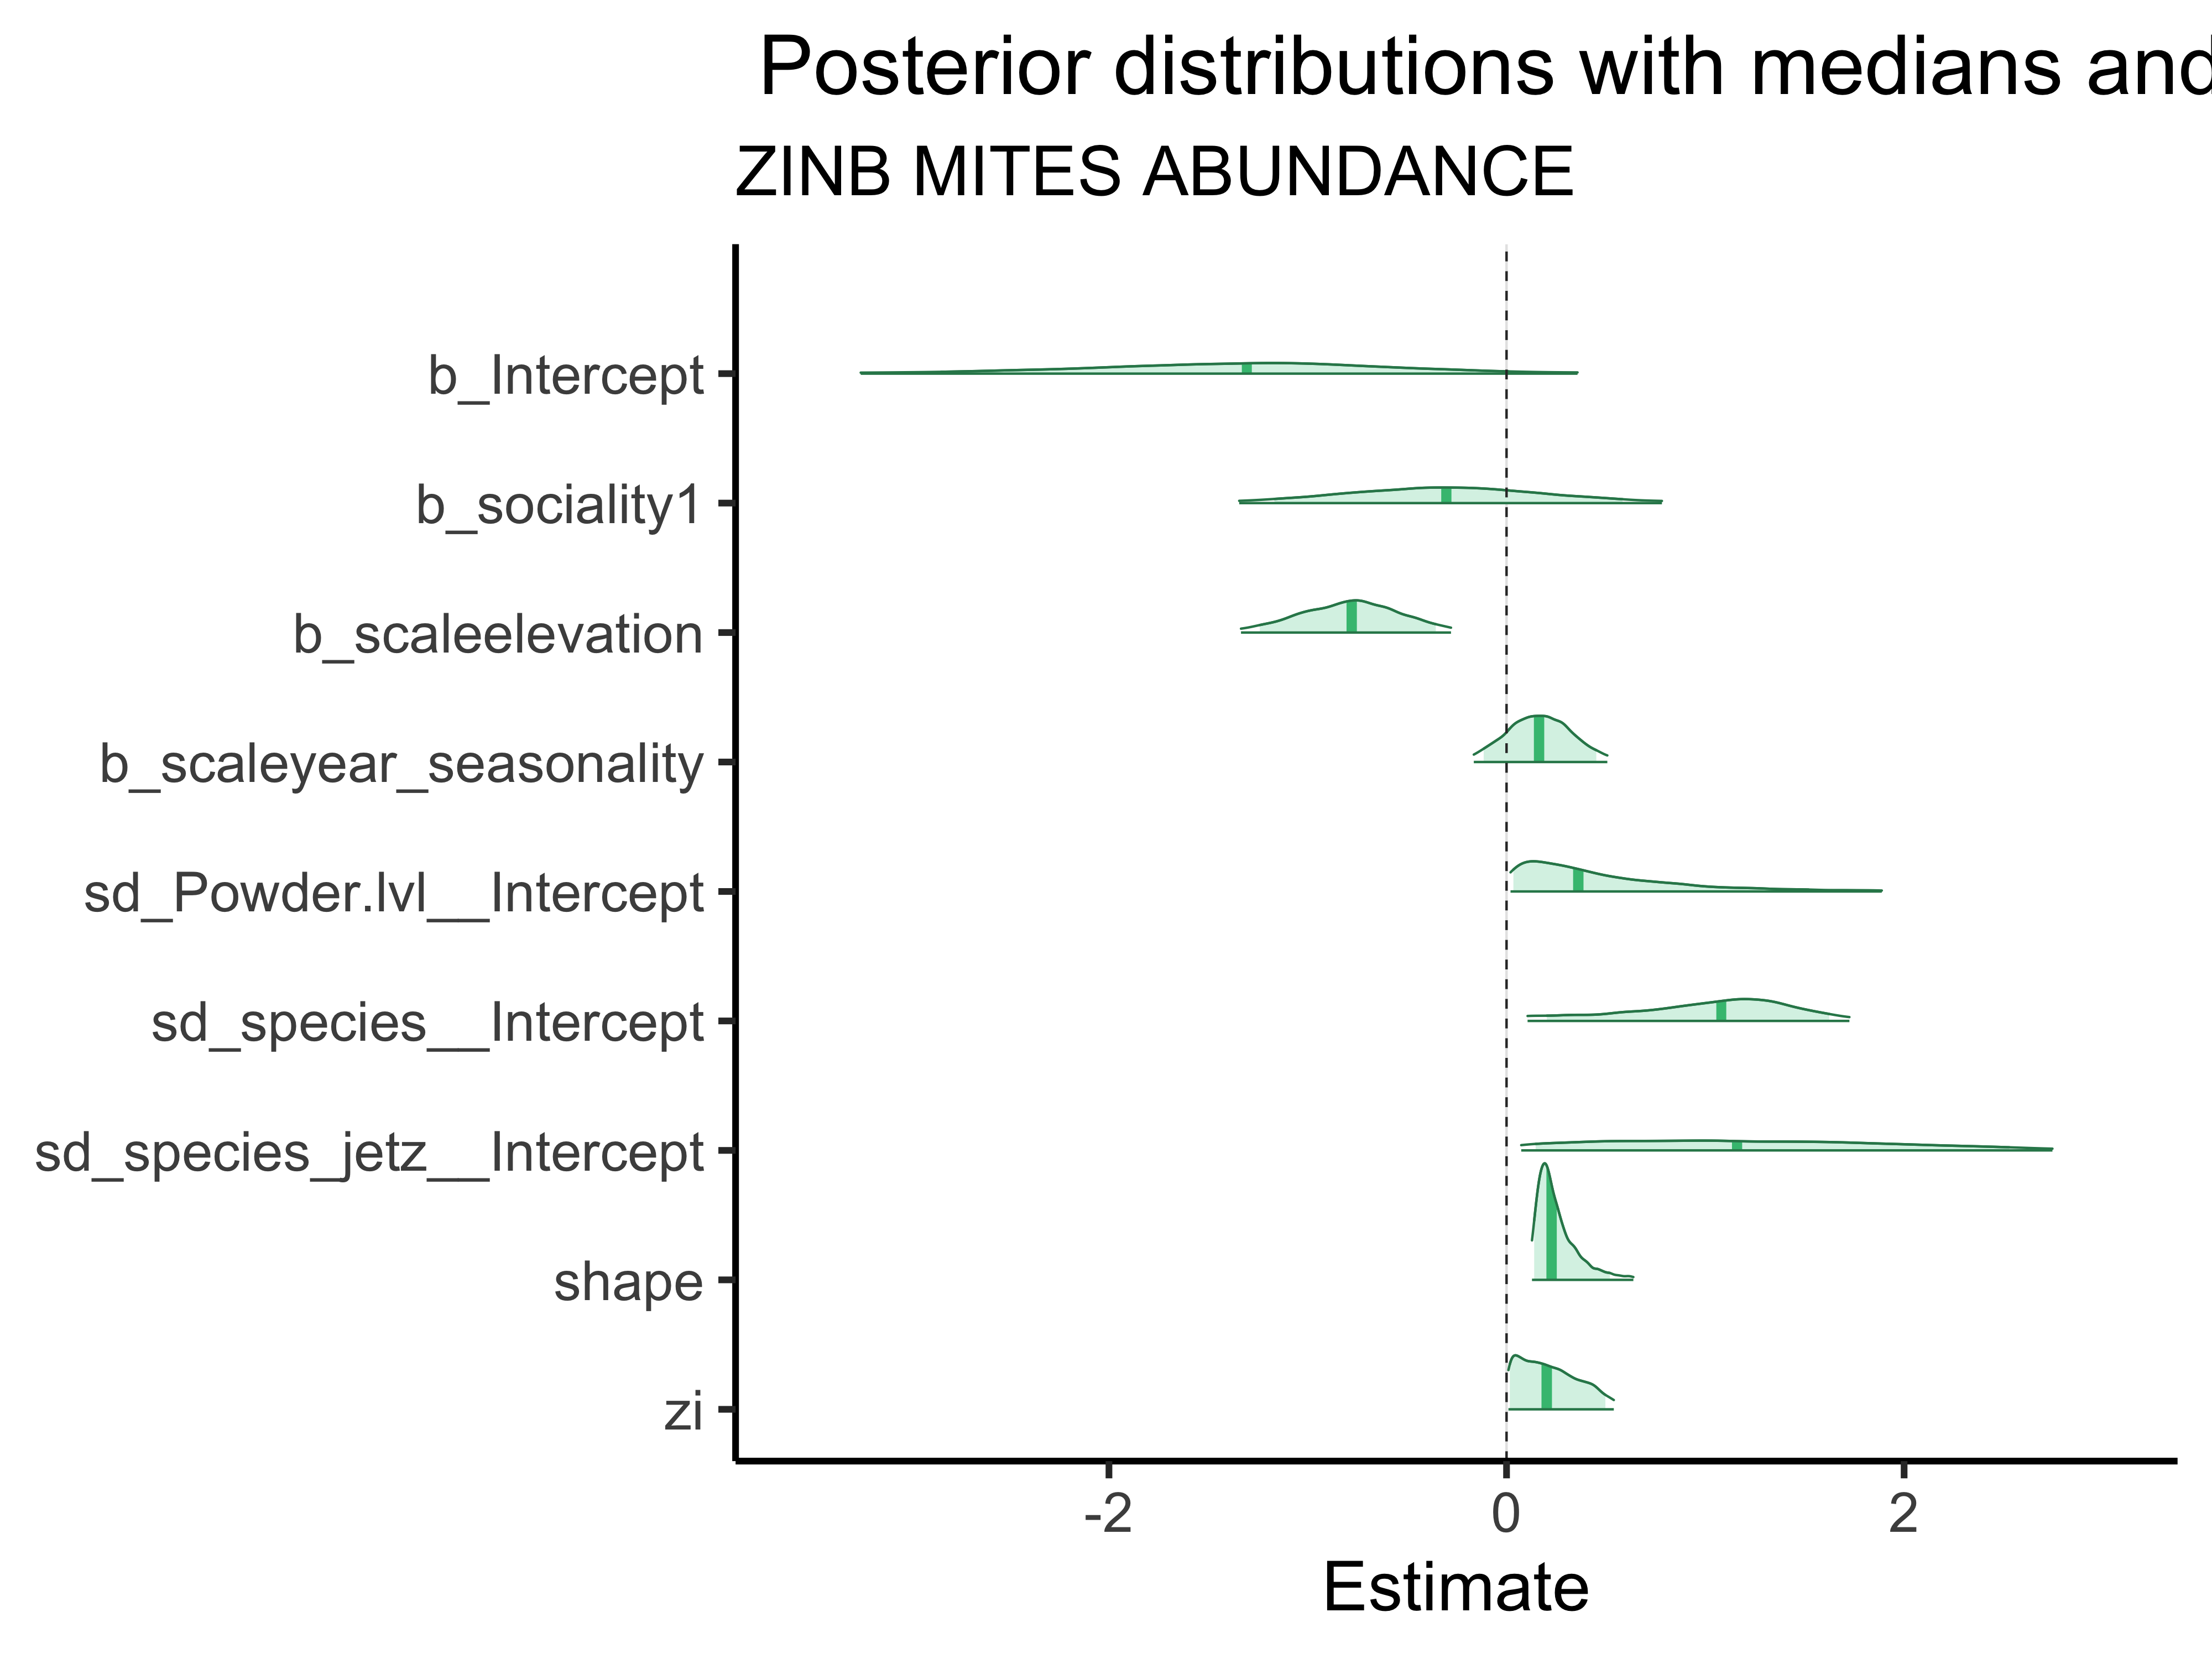 Posterior distributions with medians and
ZINB MITES ABUNDANCE
b_Intercept
b_sociality1
b_scaleelevation
b_scaleyear_seasonality
sd_Powder.lvl__Intercept
sd_species__Intercept
sd_species_jetz__Intercept
shape
zi
-2 0 2
Estimate